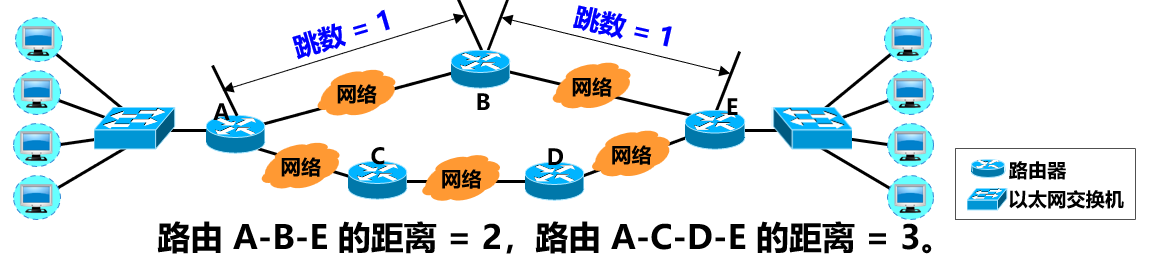 跳数 = 1
跳数 = 1
网络
网络
B
A
E
网络
C
网络
D
网络
路由器
以太网交换机
路由 A-B-E 的距离 = 2，路由 A-C-D-E 的距离 = 3。